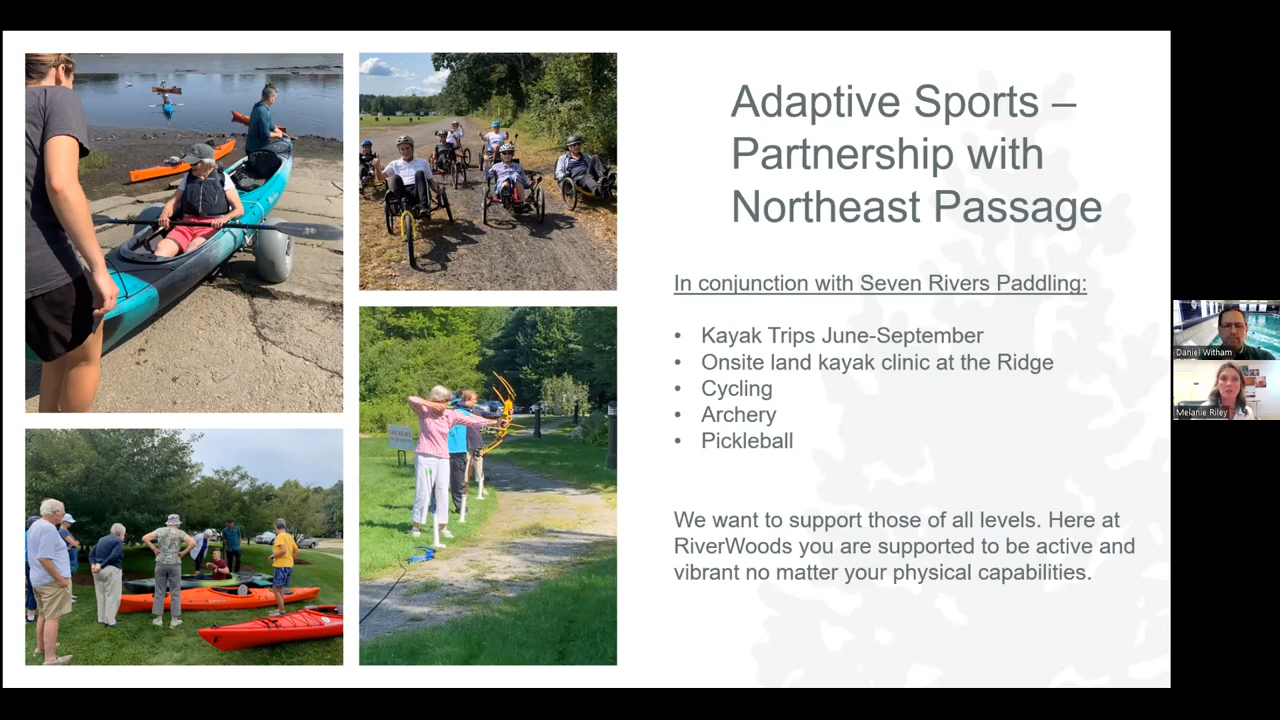 Adaptive Sports –
Partnership with
Northeast Passage
In conjunction with Seven Rivers Paddling:
• Kayak Trips June-September
• Onsite land kayak clinic at the Ridge
• Cycling
• Archery
• Pickleball
We want to support those of all levels. Here at
RiverWoods you are supported to be active and
vibrant no matter your physical capabilities.
Daniel Witham
Melanie Riley